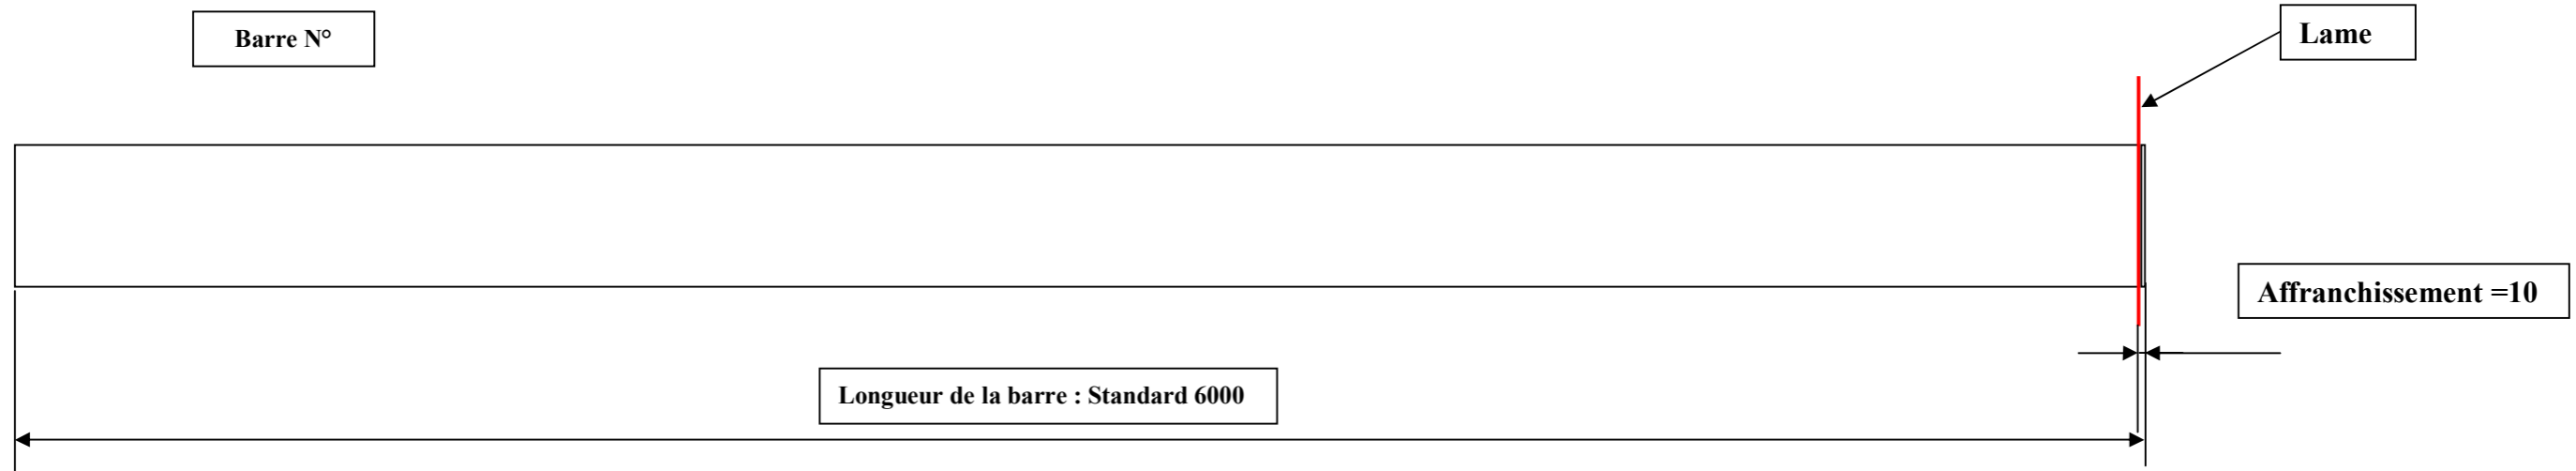 Barre N°
Lame
Affranchissement =10
Longueur de la barre : Standard 6000